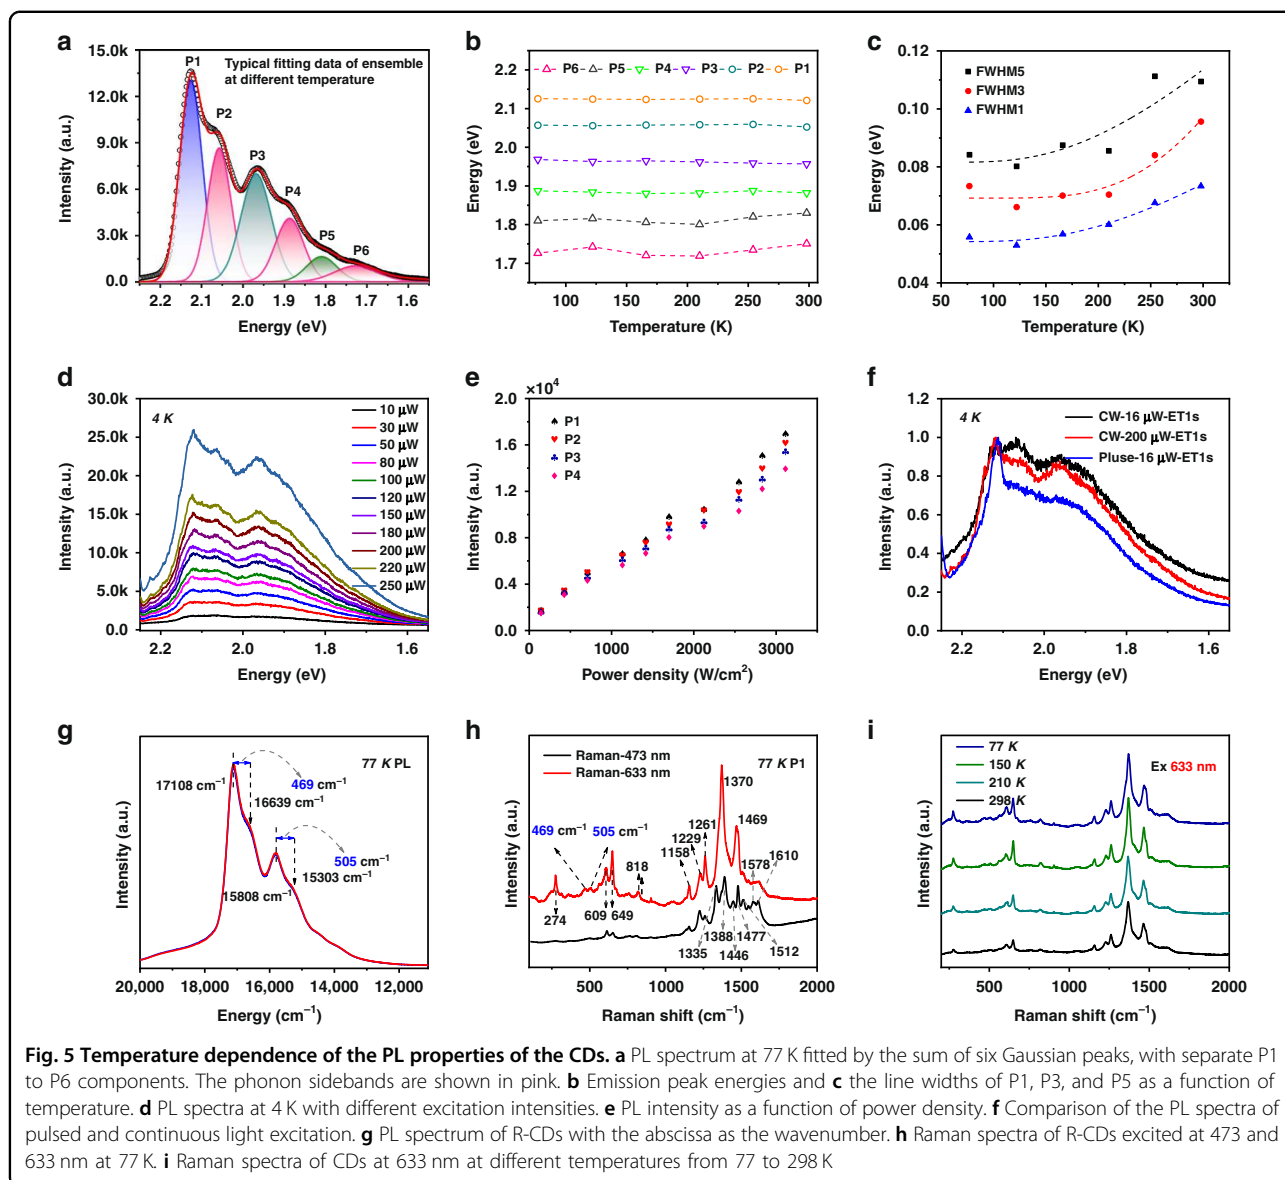 a
15.0k
12.0k
9.0k
6.0k
3.0k
0.0
Intensity (a.u.)
P1
P2
P3
P4
P5
P6
Typical fitting data of ensemble
at different temperature
2.2 2.1 2.0 1.9 1.8 1.7 1.6
Energy (eV)
b
2.2
2.1
2.0
1.9
1.8
1.7
Energy (eV)
P6 P5 P4 P3 P2 P1
100 150 200 250 300
Temperature (K)
c
0.12
0.10
0.08
0.06
0.04
FWHM (eV)
FWHM5
FWHM3
FWHM1
50 100 150 200 250 300
Temperature (K)
d
30.0k
25.0k
20.0k
15.0k
10.0k
5.0k
0.0
Intensity (a.u.)
4 K
10 μW
30 μW
50 μW
80 μW
100 μW
120 μW
150 μW
180 μW
200 μW
220 μW
250 μW
2.2 2.0 1.8 1.6
Energy (eV)
e
×10⁴
2.0
1.6
1.2
0.8
0.4
0.0
Intensity (a.u.)
P1
P2
P3
P4
0 1000 2000 3000
Power density (W/cm²)
f
1.2
1.0
0.8
0.6
0.4
0.2
0.0
Intensity (a.u.)
4 K
CW-16 μW-ET1s
CW-200 μW-ET1s
Pluse-16 μW-ET1s
2.2 2.0 1.8 1.6
Energy (eV)
g
Intensity (a.u.)
77 K PL
17108 cm⁻¹
469 cm⁻¹
16639 cm⁻¹
505 cm⁻¹
15303 cm⁻¹
15808 cm⁻¹
20,000 18,000 16,000 14,000 12,000
Energy (cm⁻¹)
h
Intensity (a.u.)
Raman-473 nm
Raman-633 nm
77 K P1
1370
469 cm⁻¹
505 cm⁻¹
818
1158
1229
1261
1469
1578
1610
274
609
649
1335
1388
1446
1477
1512
500 1000 1500 2000
Raman shift (cm⁻¹)
i
Intensity (a.u.)
77 K
150 K
210 K
298 K
Ex 633 nm
500 1000 1500 2000
Raman shift (cm⁻¹)
Fig. 5 Temperature dependence of the PL properties of the CDs. a PL spectrum at 77 K fitted by the sum of six Gaussian peaks, with separate P1
to P6 components. The phonon sidebands are shown in pink. b Emission peak energies and c the line widths of P1, P3, and P5 as a function of
temperature. d PL spectra at 4 K with different excitation intensities. e PL intensity as a function of power density. f Comparison of the PL spectra of
pulsed and continuous light excitation. g PL spectrum of R-CDs with the abscissa as the wavenumber. h Raman spectra of R-CDs excited at 473 and
633 nm at 77 K. i Raman spectra of CDs at 633 nm at different temperatures from 77 to 298 K